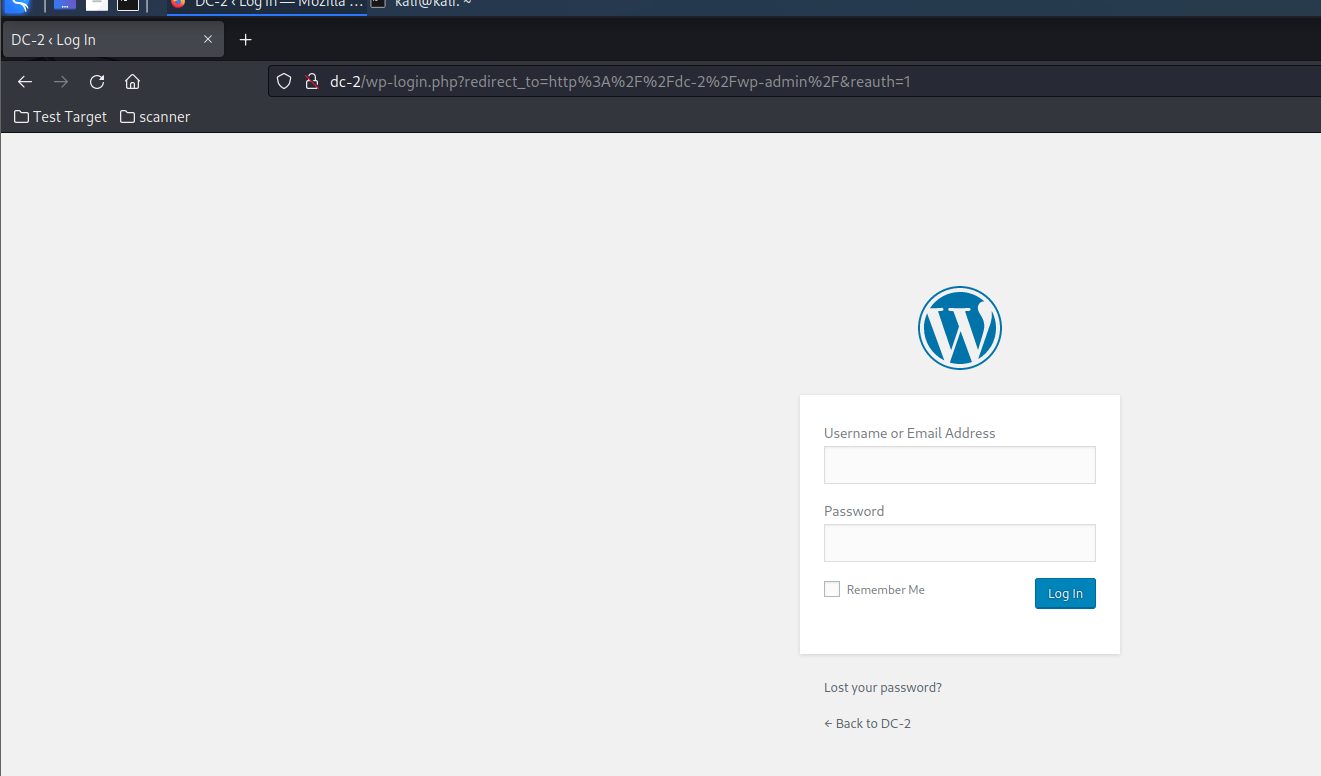 DC-2 ‹ Log In — Mozilla … kali@kali: ~
DC-2 ‹ Log In
dc-2/wp-login.php?redirect_to=http%3A%2F%2Fdc-2%2Fwp-admin%2F&reauth=1
Test Target scanner
Username or Email Address
Password
Remember Me Log In
Lost your password?
← Back to DC-2